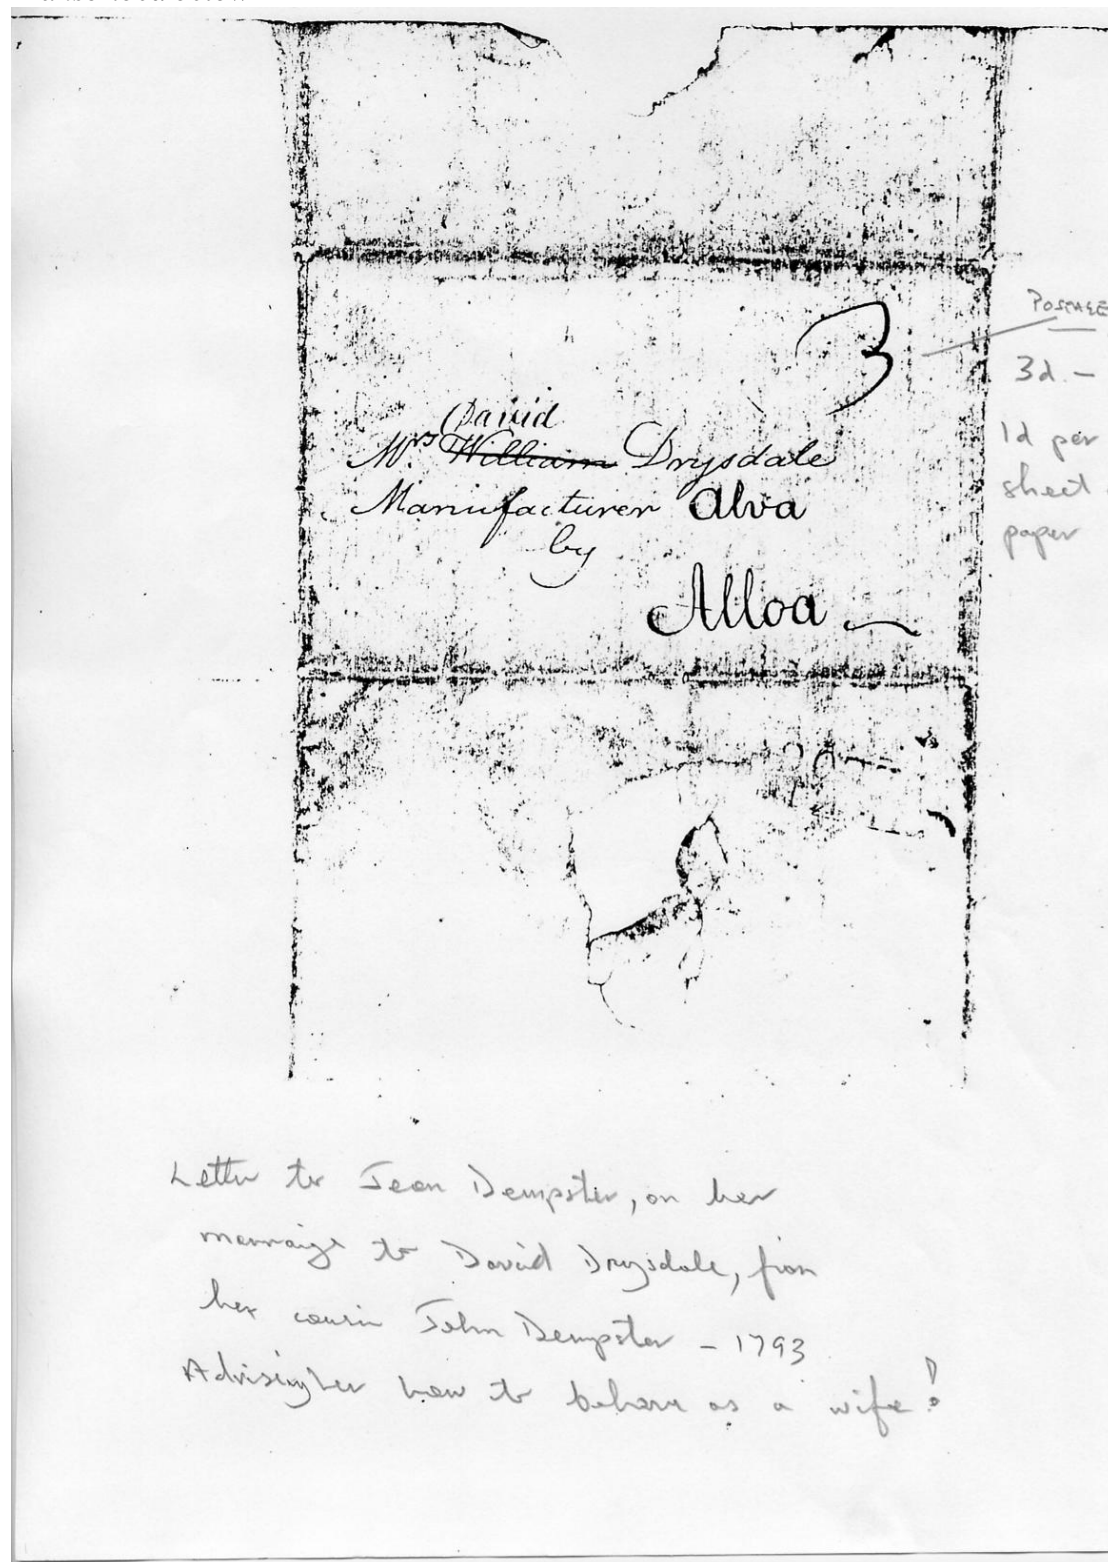 3
POSTAGE
3d. -
David
Mrs William Drysdale
1d per
Manufacturer Alva
sheet
by
paper
Alloa
Letter to Jean Dempster, on her
marraige to David Drysdale, from
her cousin John Dempster - 1793
Advising her how to behave as a wife!